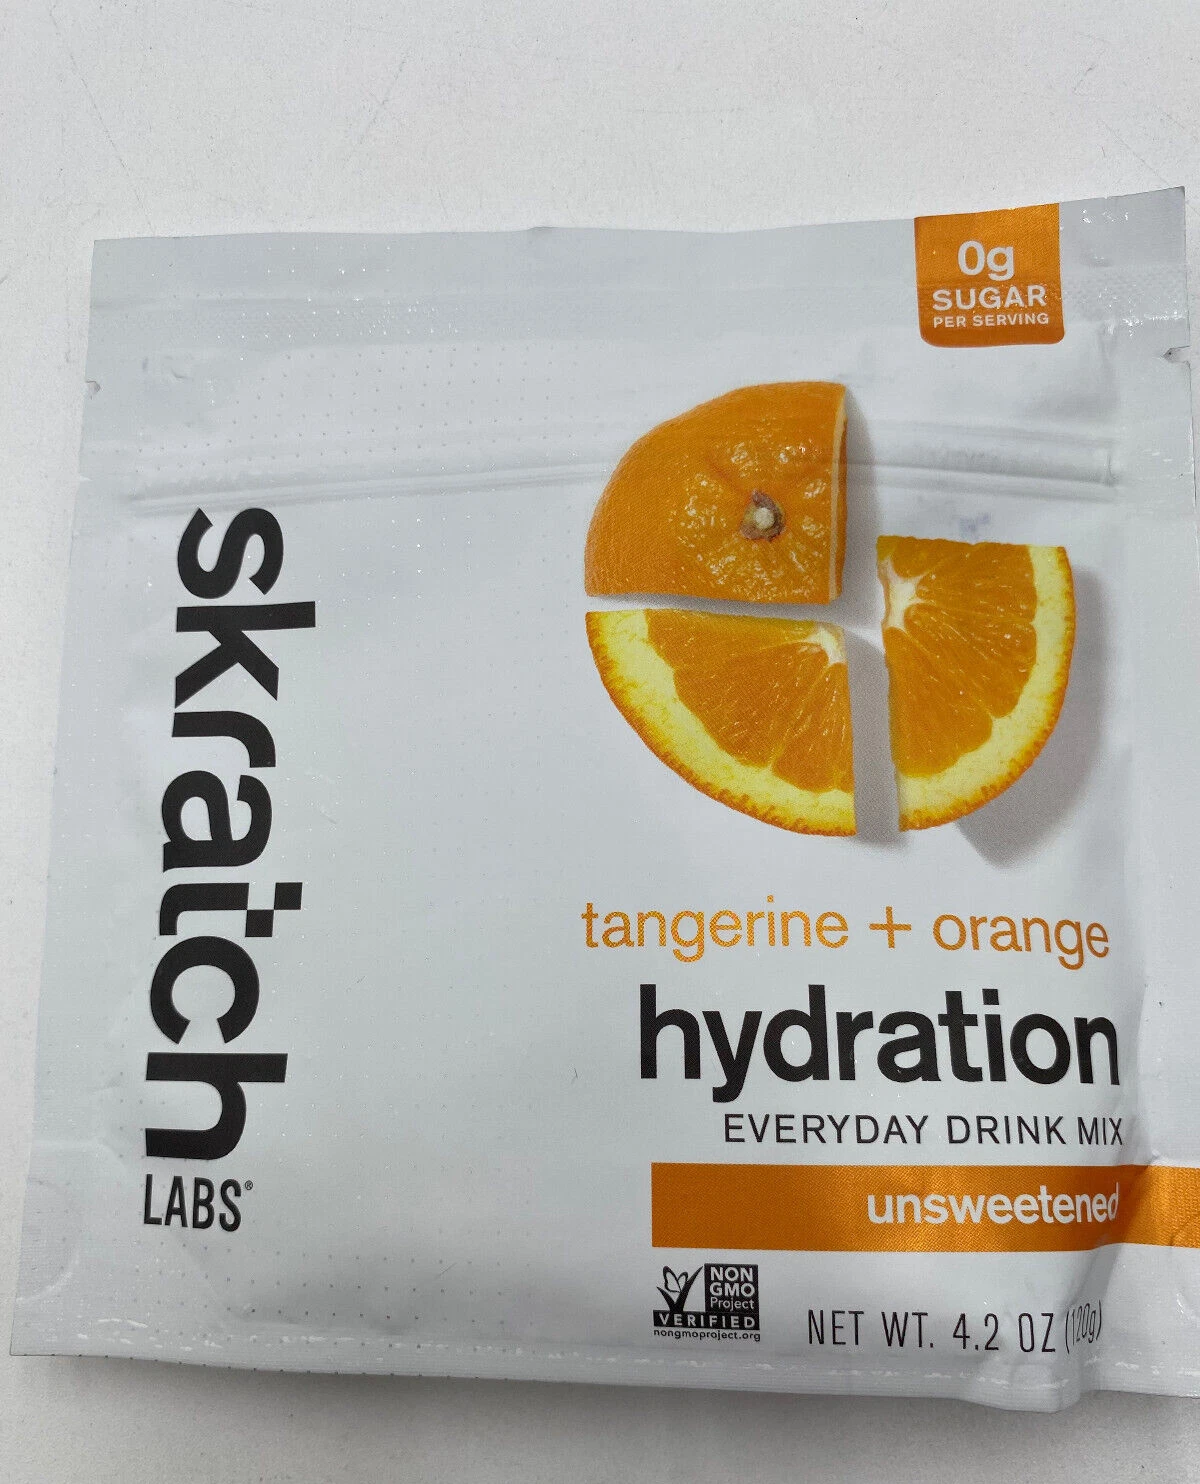 0g
SUGAR
PER SERVING
skratch
LABS®
tangerine + orange
hydration
EVERYDAY DRINK MIX
unsweetened
NON
GMO
Project
VERIFIED
nongmoproject.org
NET WT. 4.2 OZ (120g)